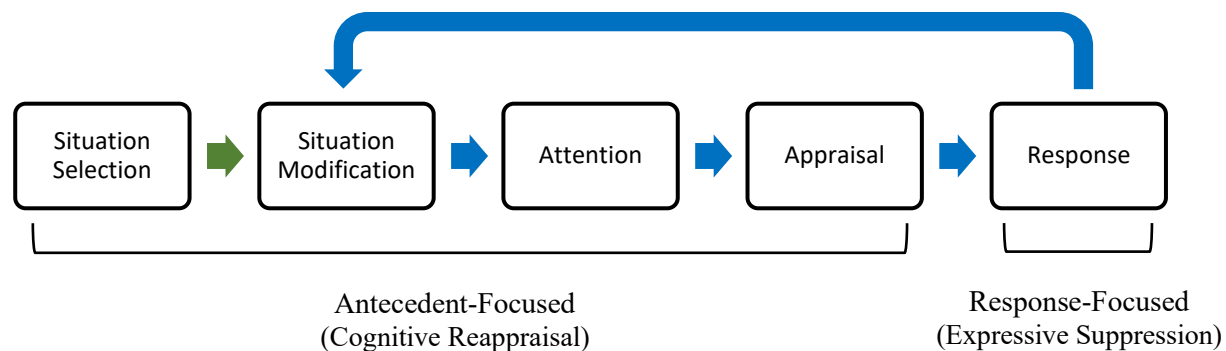 Situation
Selection
Situation
Modification
Attention
Appraisal
Response
Antecedent-Focused
(Cognitive Reappraisal)
Response-Focused
(Expressive Suppression)